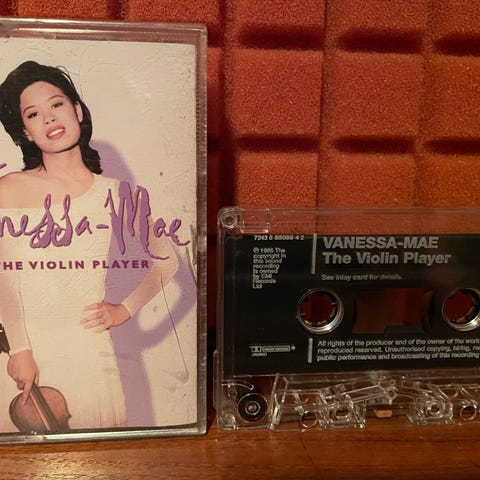 nessa-Mae
THE VIOLIN PLAYER
7243 5 55089 4 2
℗ 1995 The
copyright in
this sound
recording
is owned
by EMI
Records
Ltd
VANESSA-MAE
The Violin Player
See inlay card for details.
All rights of the producer and of the owner of the work
reproduced reserved. Unauthorised copying, hiring, re
public performance and broadcasting of this recording